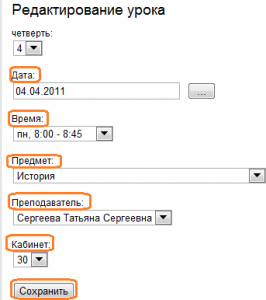 Редактирование урока
четверть:
4
Дата:
04.04.2011
...
Время:
пн, 8:00 - 8:45
Предмет:
История
Преподаватель:
Сергеева Татьяна Сергеевна
Кабинет:
30
Сохранить